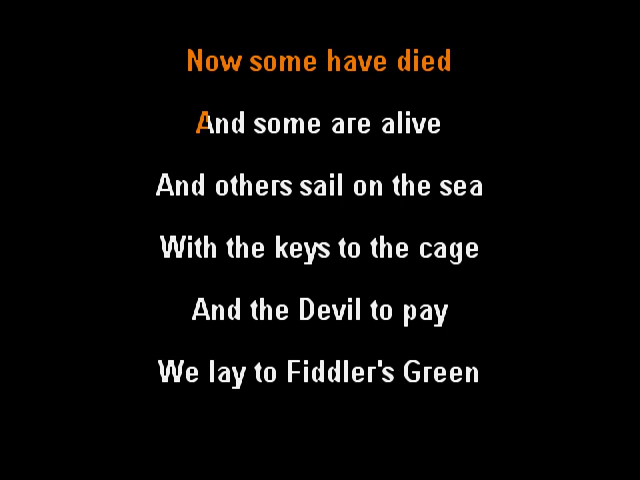 Now some have died
And some are alive
And others sail on the sea
With the keys to the cage
And the Devil to pay
We lay to Fiddler's Green